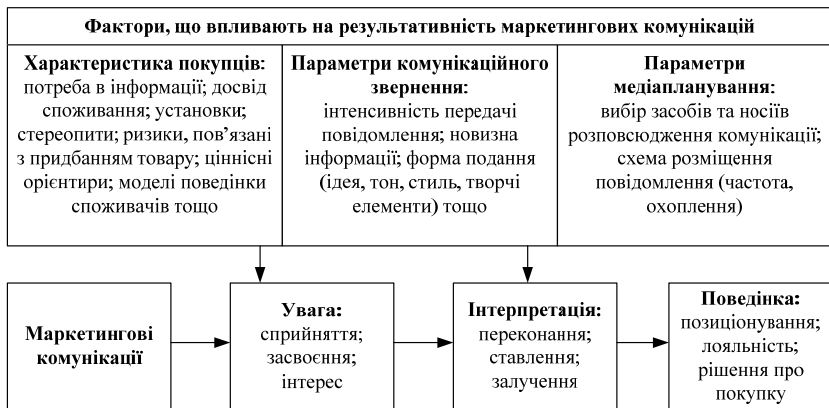 Фактори, що впливають на результативність маркетингових комунікацій
Характеристика покупців:
потреба в інформації; досвід
споживання; установки;
стереопити; ризики, пов’язані
з придбанням товару; ціннісні
орієнтири; моделі поведінки
споживачів тощо
Параметри комунікаційного
звернення:
інтенсивність передачі
повідомлення; новизна
інформації; форма подання
(ідея, тон, стиль, творчі
елементи) тощо
Параметри
медіапланування:
вибір засобів та носіїв
розповсюдження комунікації;
схема розміщення
повідомлення (частота,
охоплення)
Маркетингові
комунікації
Увага:
сприйняття;
засвоєння;
інтерес
Інтерпретація:
переконання;
ставлення;
залучення
Поведінка:
позиціонування;
лояльність;
рішення про
покупку